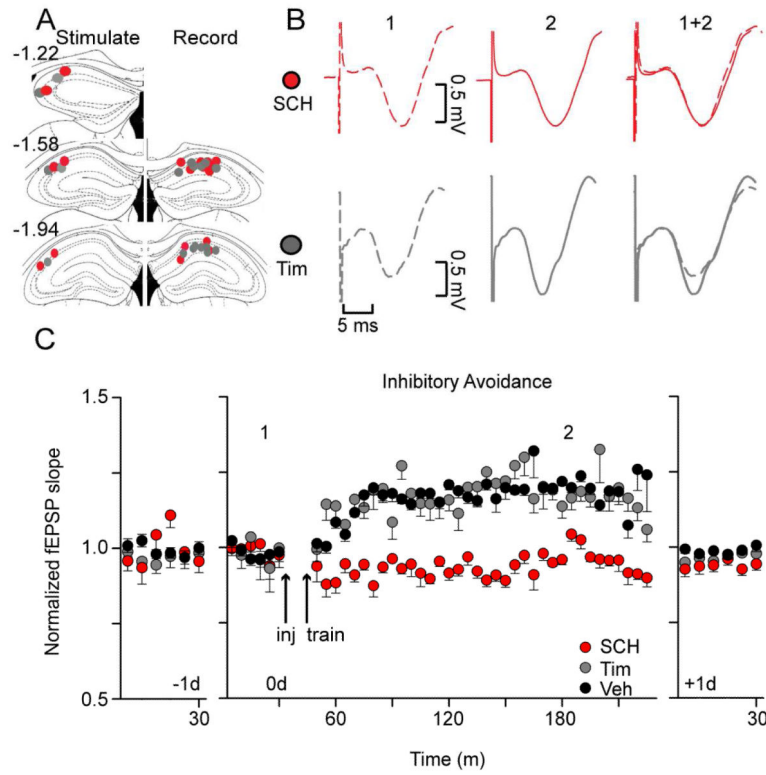 A
Stimulate Record
-1.22
-1.58
-1.94
B
1 2 1+2
SCH
0.5 mV
Tim
0.5 mV
5 ms
C
Inhibitory Avoidance
Normalized fEPSP slope
1.5
1.0
0.5
1 2
inj train
SCH
Tim
Veh
-1d 0d +1d
30 60 120 180 30
Time (m)